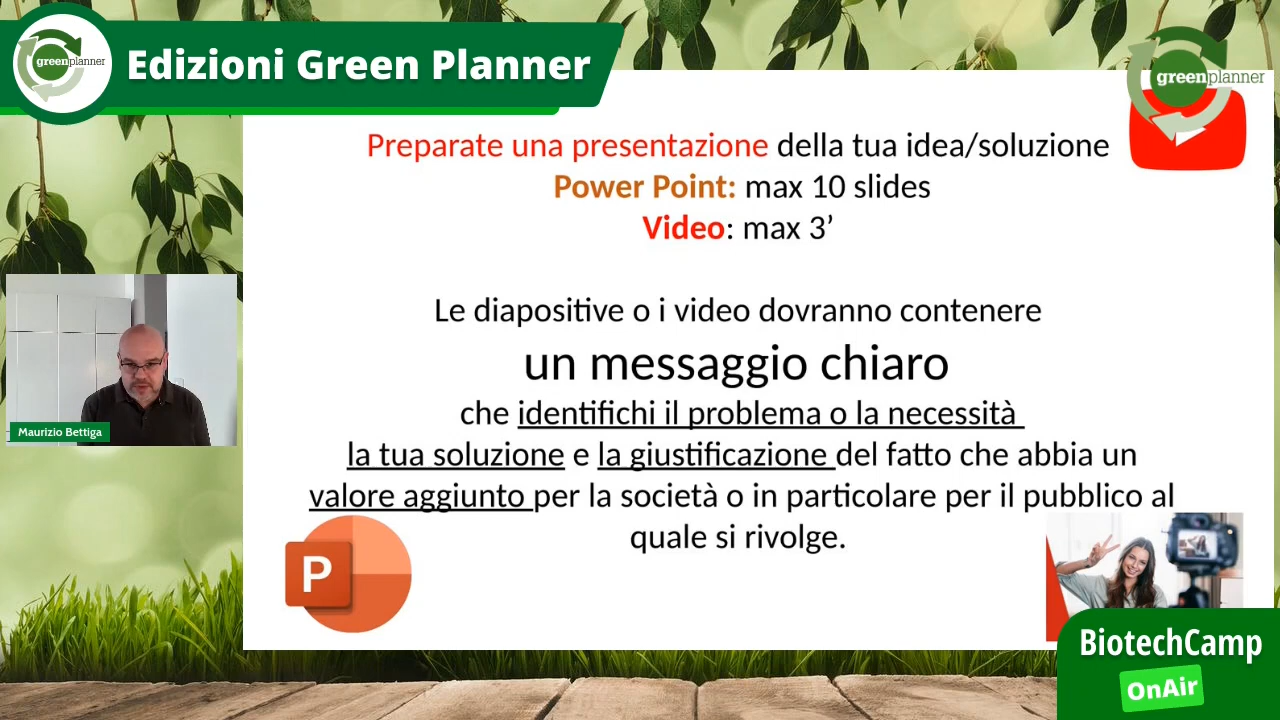 greenplanner
Edizioni Green Planner
greenplanner
Preparate una presentazione della tua idea/soluzione
Power Point: max 10 slides
Video: max 3’
Le diapositive o i video dovranno contenere
un messaggio chiaro
che identifichi il problema o la necessità
la tua soluzione e la giustificazione del fatto che abbia un
valore aggiunto per la società o in particolare per il pubblico al
quale si rivolge.
Maurizio Bettiga
P
BiotechCamp
OnAir